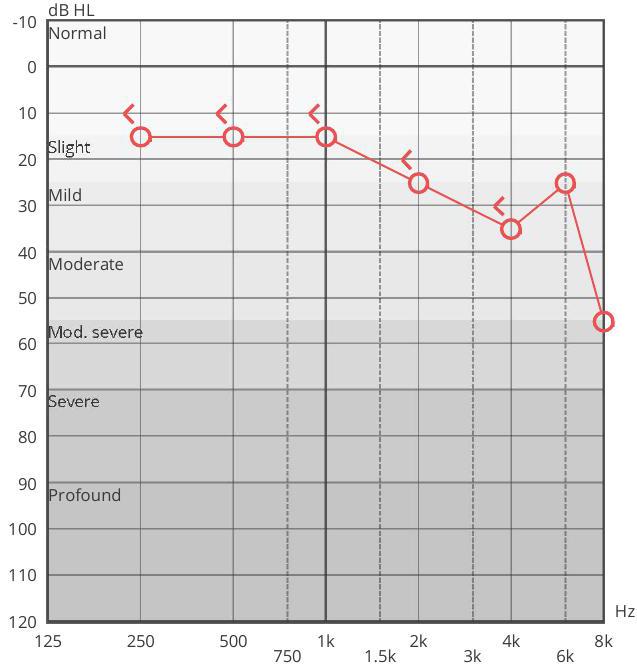 dB HL
-10
Normal
0
10
Slight
20
Mild
30
40
Moderate
50
Mod. severe
60
70
Severe
80
90
Profound
100
110
120
Hz
125 250 500 1k 2k 4k 8k
750 1.5k 3k 6k